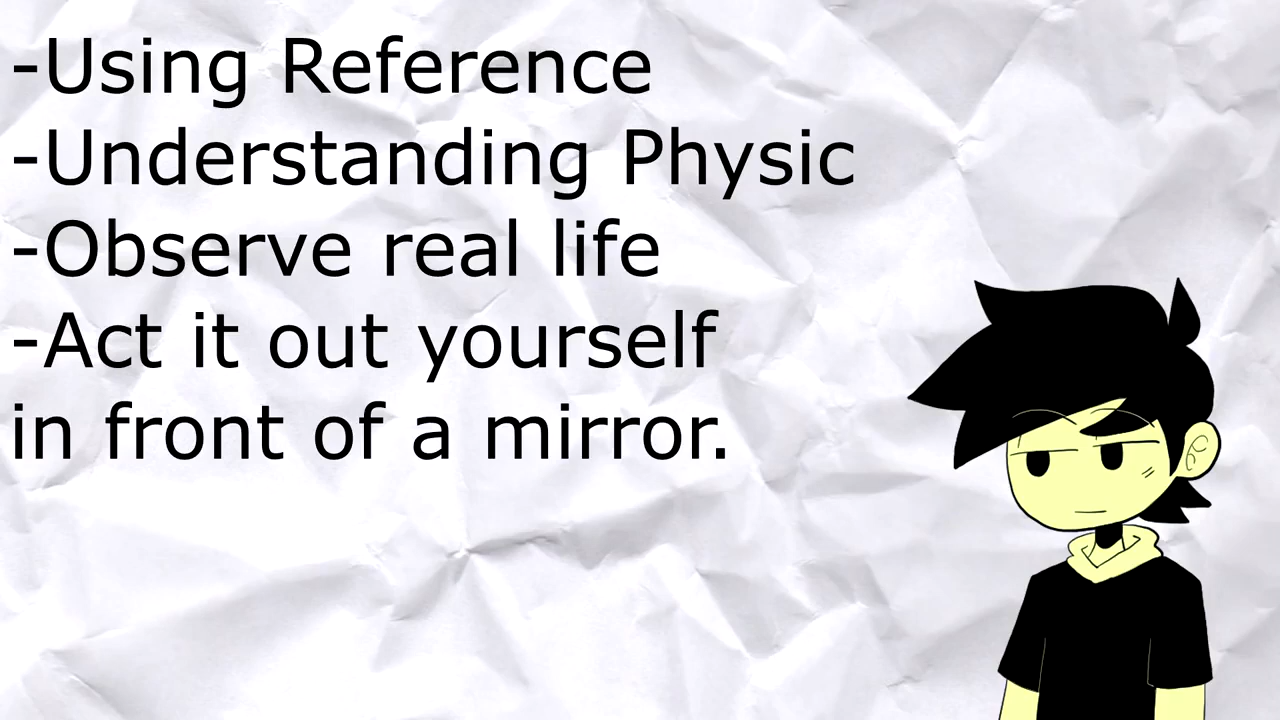 -Using Reference
-Understanding Physic
-Observe real life
-Act it out yourself
in front of a mirror.